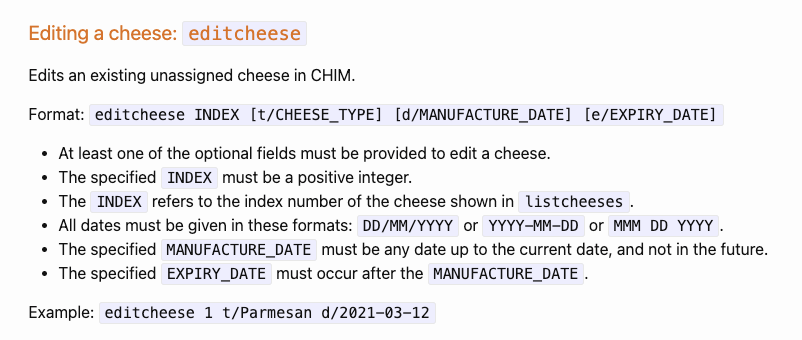 Editing a cheese: editcheese
Edits an existing unassigned cheese in CHIM.
Format: editcheese INDEX [t/CHEESE_TYPE] [d/MANUFACTURE_DATE] [e/EXPIRY_DATE]
• At least one of the optional fields must be provided to edit a cheese.
• The specified INDEX must be a positive integer.
• The INDEX refers to the index number of the cheese shown in listcheeses.
• All dates must be given in these formats: DD/MM/YYYY or YYYY-MM-DD or MMM DD YYYY.
• The specified MANUFACTURE_DATE must be any date up to the current date, and not in the future.
• The specified EXPIRY_DATE must occur after the MANUFACTURE_DATE.
Example: editcheese 1 t/Parmesan d/2021-03-12